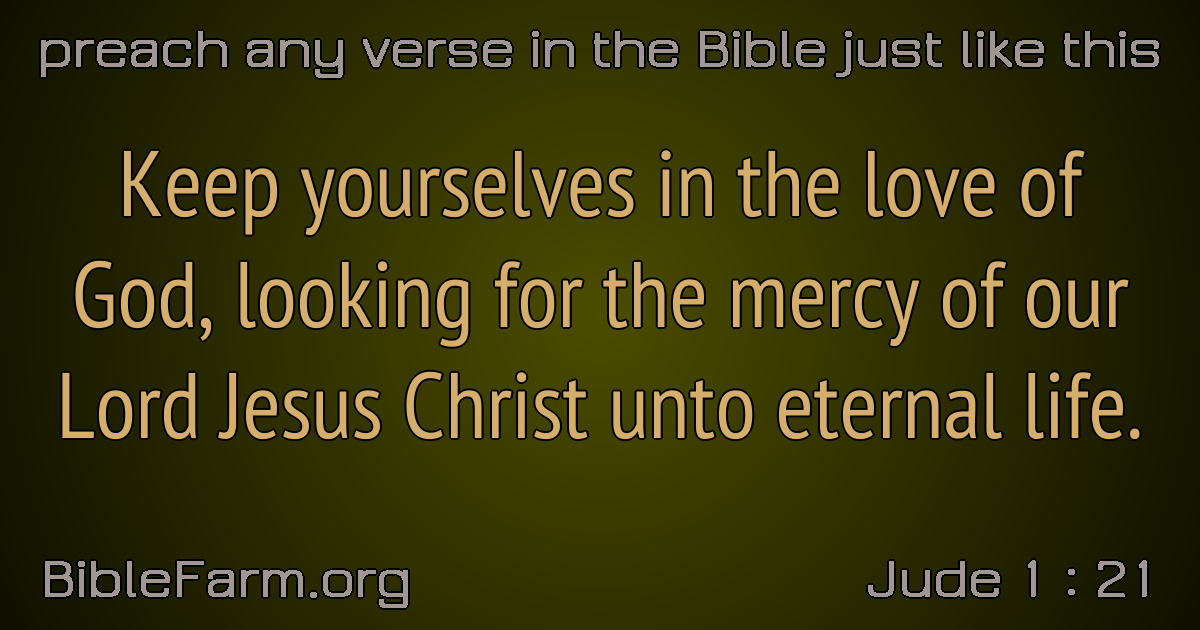 preach any verse in the Bible just like this
Keep yourselves in the love of
God, looking for the mercy of our
Lord Jesus Christ unto eternal life.
BibleFarm.org
Jude 1 : 21